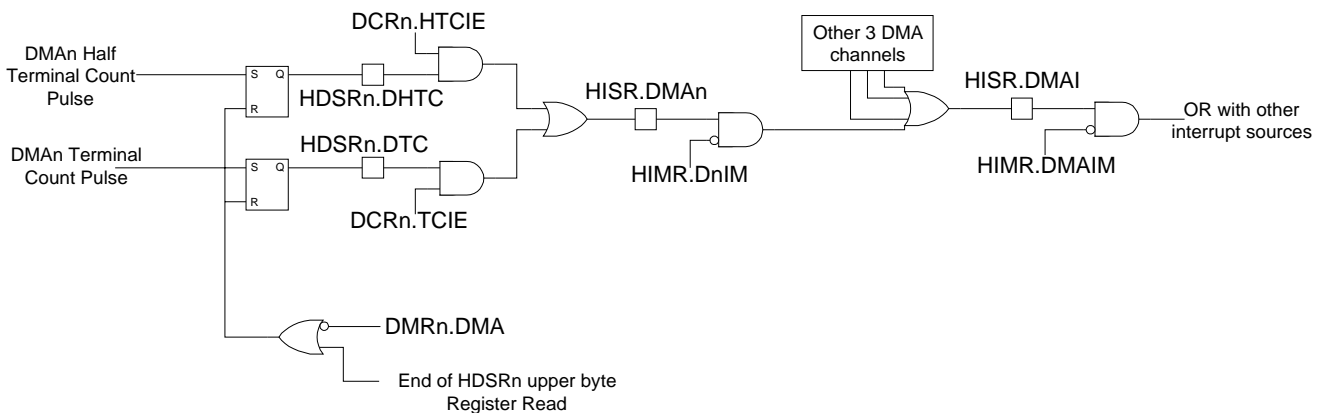 DCRn.HTCIE
DMAn Half
Terminal Count
Pulse
S Q
R
HDSRn.DHTC
Other 3 DMA
channels
HISR.DMAn
HISR.DMAI
OR with other
interrupt sources
DMAn Terminal
Count Pulse
HDSRn.DTC
S Q
R
DCRn.TCIE
HIMR.DnIM
HIMR.DMAIM
DMRn.DMA
End of HDSRn upper byte
Register Read